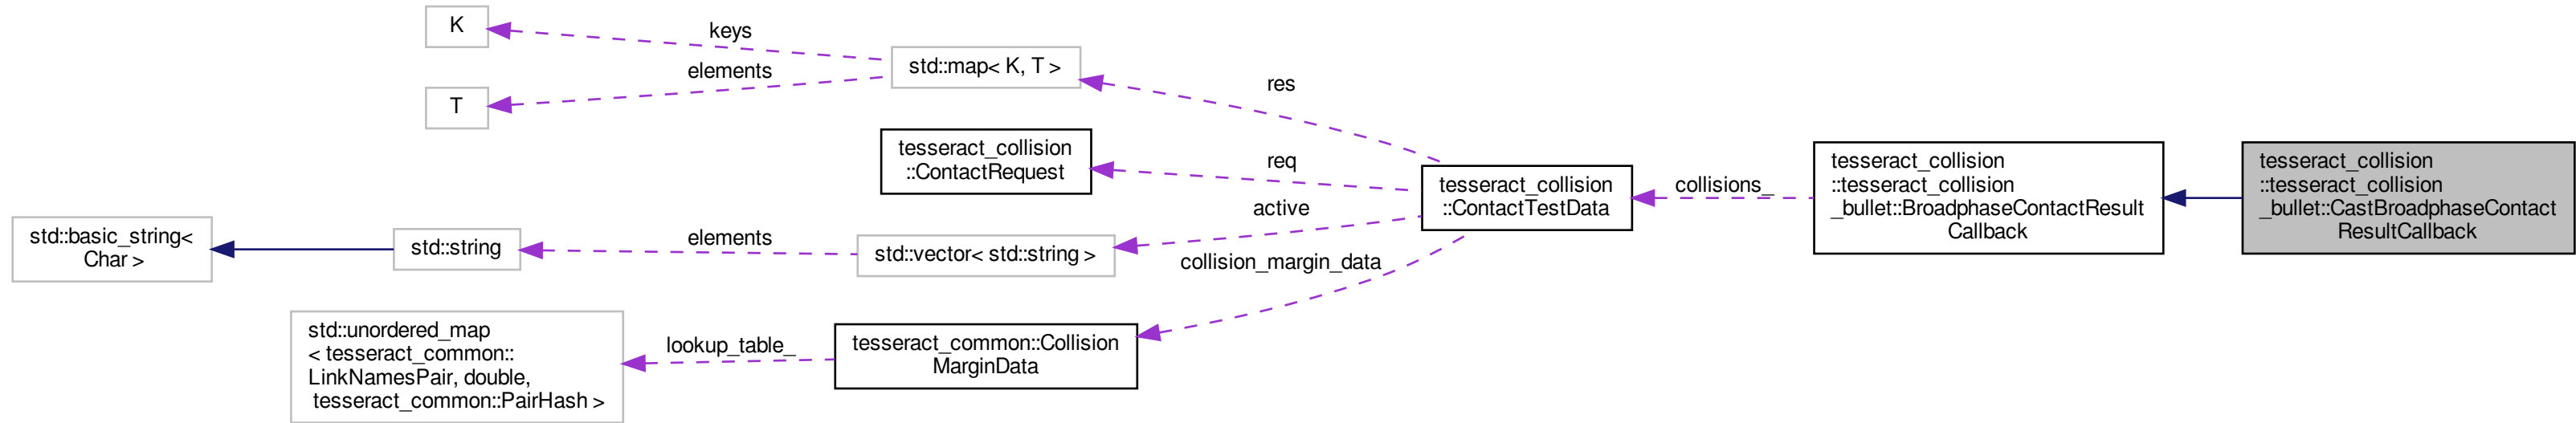 K
keys
std::map< K, T >
elements
T
res
tesseract_collision
::ContactRequest
req
tesseract_collision
::ContactTestData
collisions_
tesseract_collision
::tesseract_collision
_bullet::BroadphaseContactResult
Callback
tesseract_collision
::tesseract_collision
_bullet::CastBroadphaseContact
ResultCallback
active
std::basic_string<
Char >
std::string
elements
std::vector< std::string >
collision_margin_data
std::unordered_map
< tesseract_common::
LinkNamesPair, double,
tesseract_common::PairHash >
lookup_table_
tesseract_common::Collision
MarginData